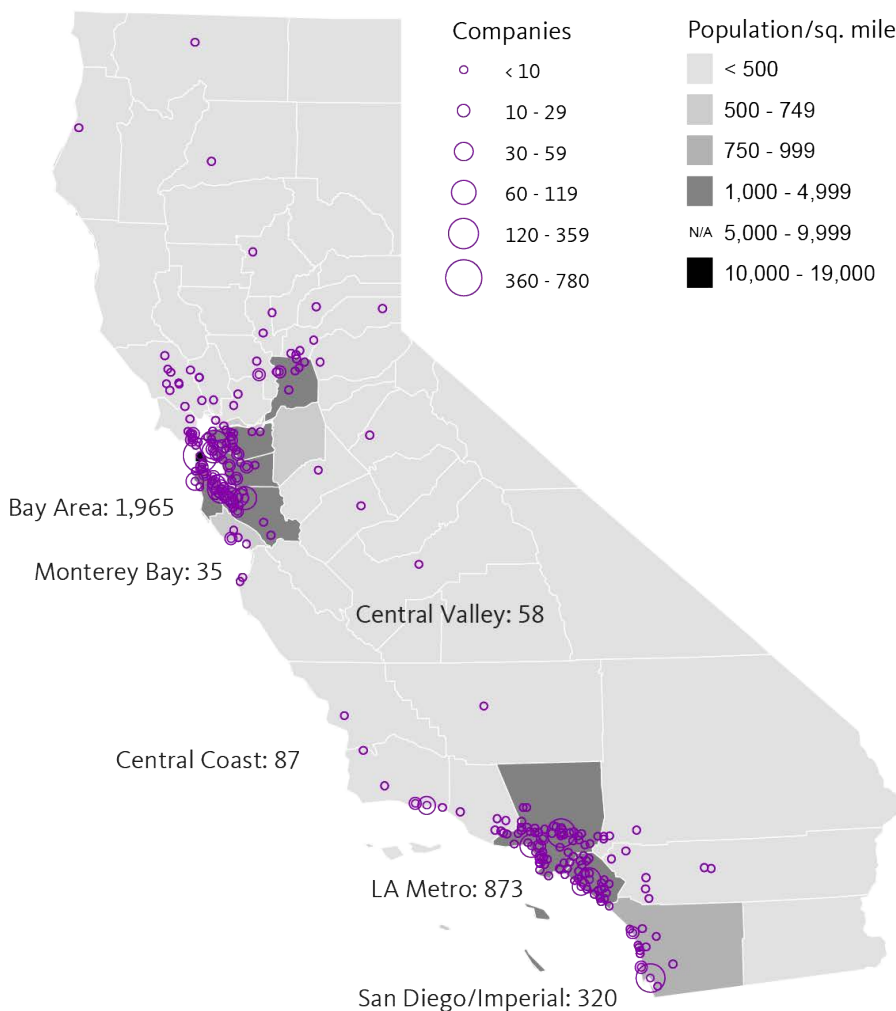 Companies
< 10
10 - 29
30 - 59
60 - 119
120 - 359
360 - 780
Population/sq. mile
< 500
500 - 749
750 - 999
1,000 - 4,999
N/A 5,000 - 9,999
10,000 - 19,000
Bay Area: 1,965
Monterey Bay: 35
Central Valley: 58
Central Coast: 87
LA Metro: 873
San Diego/Imperial: 320